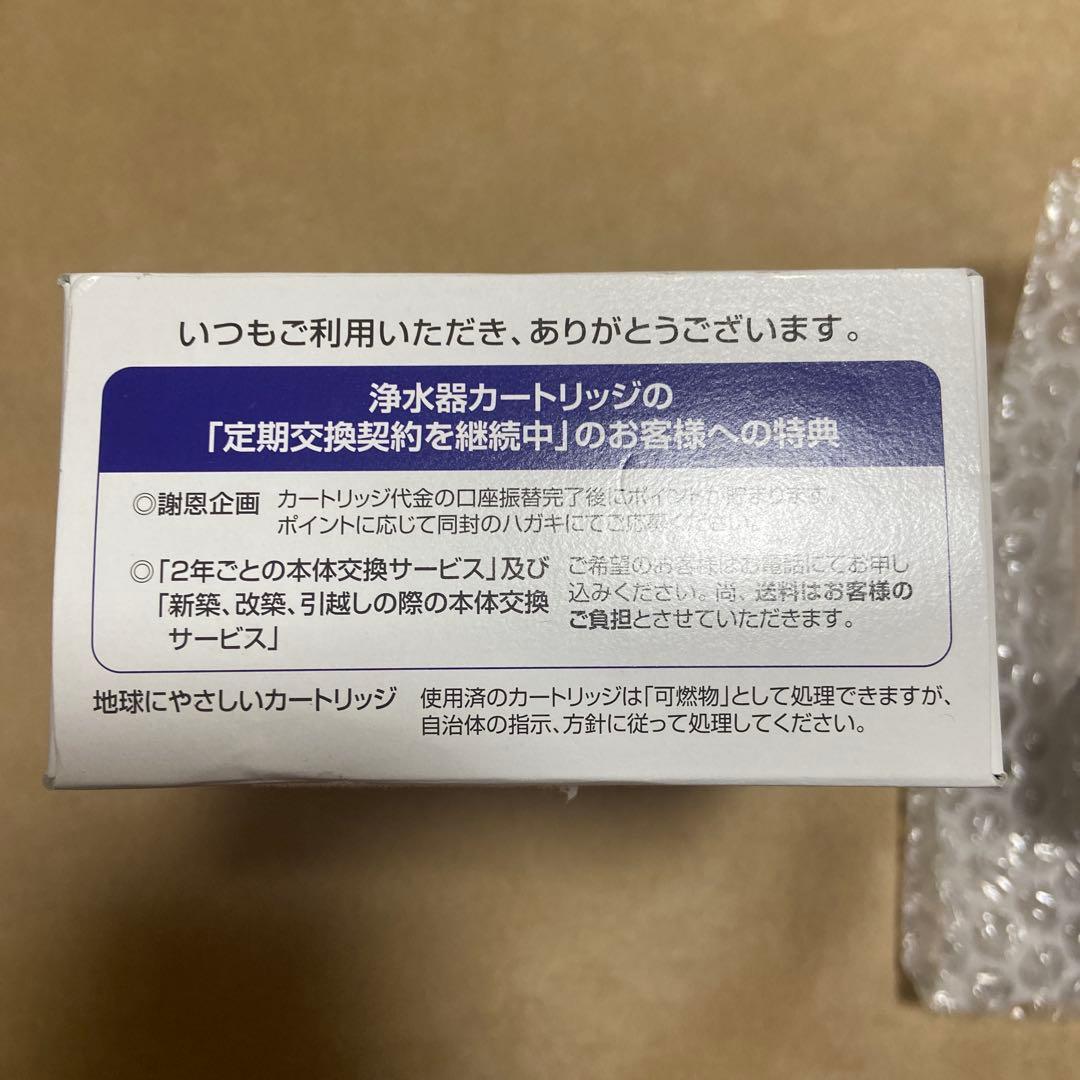 いつもご利用いただき、ありがとうございます。
浄水器カートリッジの
「定期交換契約を継続中」のお客様への特典
◎謝恩企画 カートリッジ代金の口座振替完了後にポイントが貯まります。
ポイントに応じて同封のハガキにてご応募ください。
◎「2年ごとの本体交換サービス」及び
「新築、改築、引越しの際の本体交換
サービス」
ご希望のお客様はお電話にてお申し
込みください。尚、送料はお客様の
ご負担とさせていただきます。
地球にやさしいカートリッジ 使用済のカートリッジは「可燃物」として処理できますが、
自治体の指示、方針に従って処理してください。